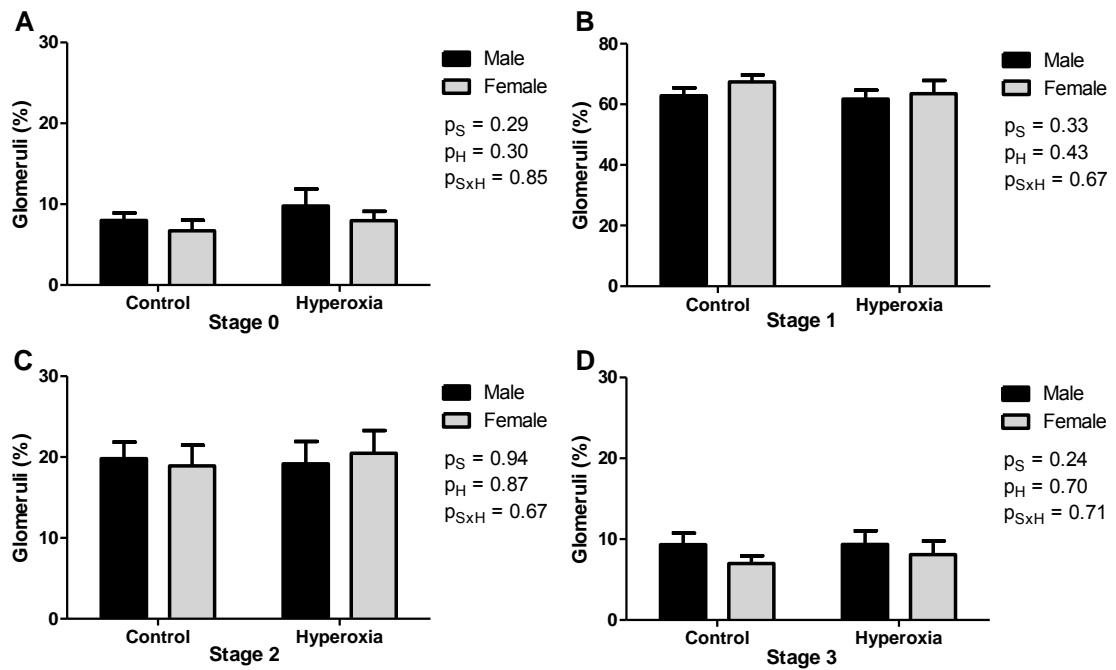 A
Glomeruli (%)
30
20
10
0
Control
Hyperoxia
Stage 0
Male
Female
pS = 0.29
pH = 0.30
pSxH = 0.85
B
Glomeruli (%)
80
60
40
20
0
Control
Hyperoxia
Stage 1
Male
Female
pS = 0.33
pH = 0.43
pSxH = 0.67
C
Glomeruli (%)
30
20
10
0
Control
Hyperoxia
Stage 2
Male
Female
pS = 0.94
pH = 0.87
pSxH = 0.67
D
Glomeruli (%)
30
20
10
0
Control
Hyperoxia
Stage 3
Male
Female
pS = 0.24
pH = 0.70
pSxH = 0.71